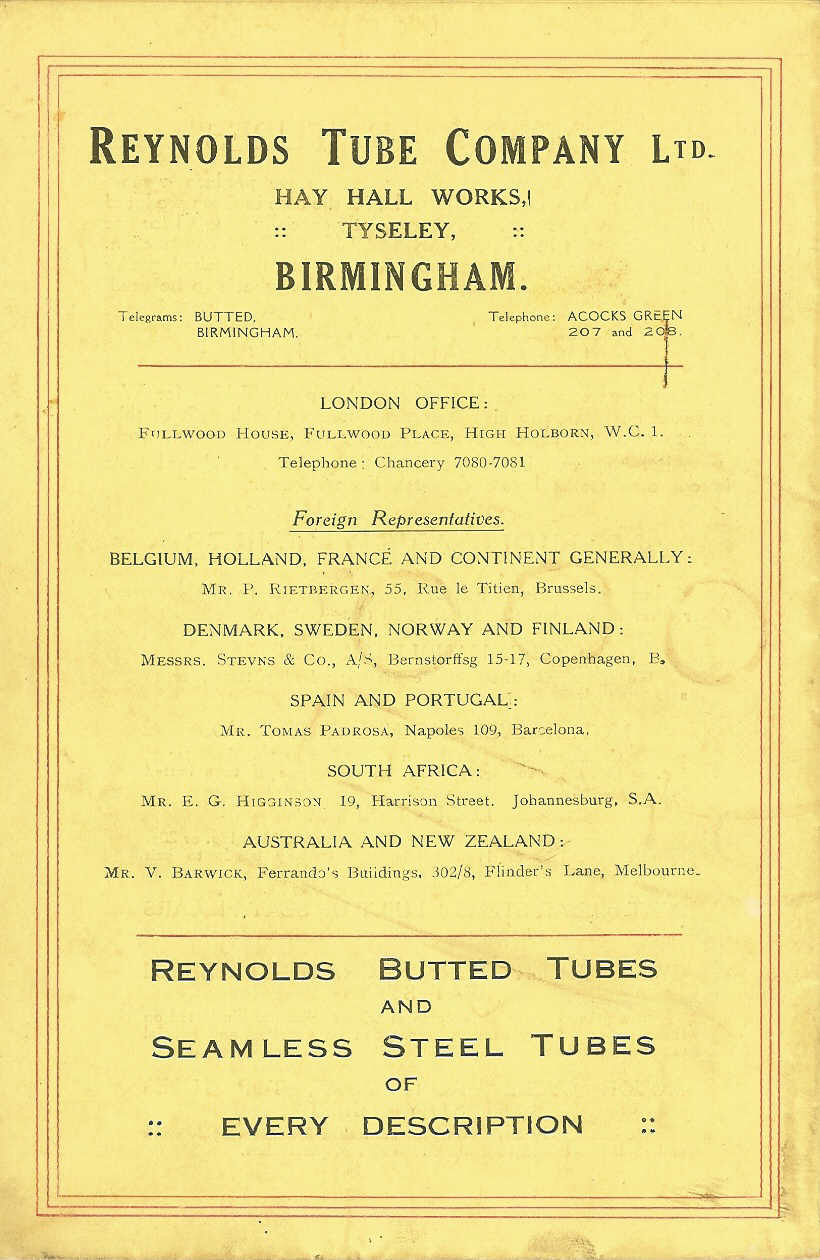 REYNOLDS TUBE COMPANY LTD.
HAY HALL WORKS,
:: TYSELEY, ::
BIRMINGHAM.
Telegrams: BUTTED, Telephone: ACOCKS GREEN
BIRMINGHAM. 207 and 208.
LONDON OFFICE:
FULLWOOD HOUSE, FULLWOOD PLACE, HIGH HOLBORN, W.C. 1.
Telephone: Chancery 7080-7081
Foreign Representatives.
BELGIUM, HOLLAND, FRANCE AND CONTINENT GENERALLY:
MR. P. RIETBERGEN, 55, Rue le Titien, Brussels.
DENMARK, SWEDEN, NORWAY AND FINLAND:
MESSRS. STEVNS & CO., A/S, Bernstorffsg 15-17, Copenhagen, B.
SPAIN AND PORTUGAL:
MR. TOMAS PADROSA, Napoles 109, Barcelona.
SOUTH AFRICA:
MR. E. G. HIGGINSON 19, Harrison Street. Johannesburg, S.A.
AUSTRALIA AND NEW ZEALAND:
MR. V. BARWICK, Ferrando's Buildings, 302/8, Flinder's Lane, Melbourne.
REYNOLDS BUTTED TUBES
AND
SEAMLESS STEEL TUBES
OF
:: EVERY DESCRIPTION ::